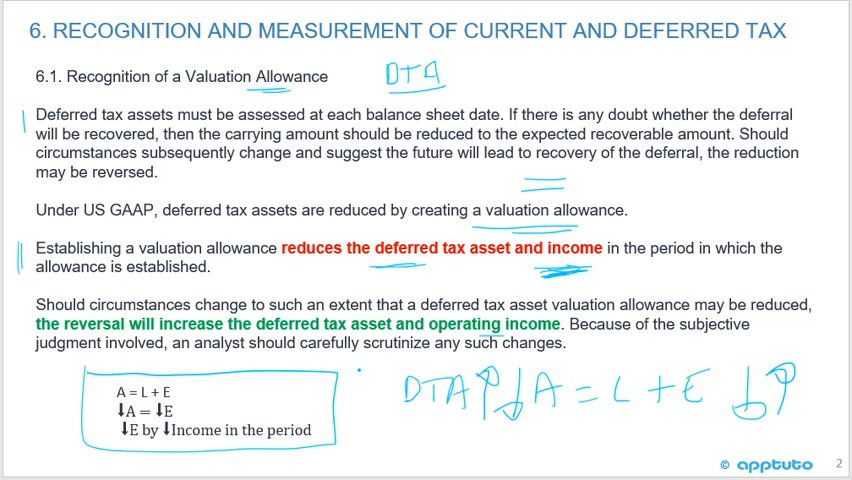 6. RECOGNITION AND MEASUREMENT OF CURRENT AND DEFERRED TAX
6.1. Recognition of a Valuation Allowance
DTA
Deferred tax assets must be assessed at each balance sheet date. If there is any doubt whether the deferral
will be recovered, then the carrying amount should be reduced to the expected recoverable amount. Should
circumstances subsequently change and suggest the future will lead to recovery of the deferral, the reduction
may be reversed.
Under US GAAP, deferred tax assets are reduced by creating a valuation allowance.
Establishing a valuation allowance reduces the deferred tax asset and income in the period in which the
allowance is established.
Should circumstances change to such an extent that a deferred tax asset valuation allowance may be reduced,
the reversal will increase the deferred tax asset and operating income. Because of the subjective
judgment involved, an analyst should carefully scrutinize any such changes.
A = L + E
↓A = ↓E
↓E by ↓Income in the period
DTA ↑ ↓ A = L + E ↓ ↑
© apptuto 2